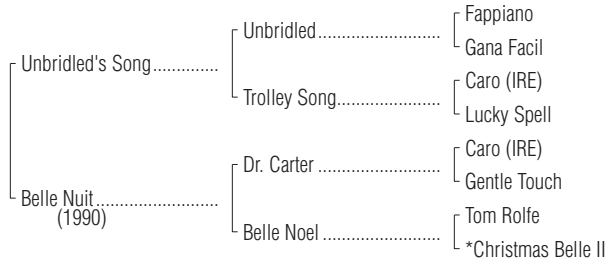 Fappiano
Unbridled
Gana Facil
Unbridled's Song
Caro (IRE)
Trolley Song
Lucky Spell
Caro (IRE)
Dr. Carter
Gentle Touch
Belle Nuit
(1990)
Tom Rolfe
Belle Noel
*Christmas Belle II